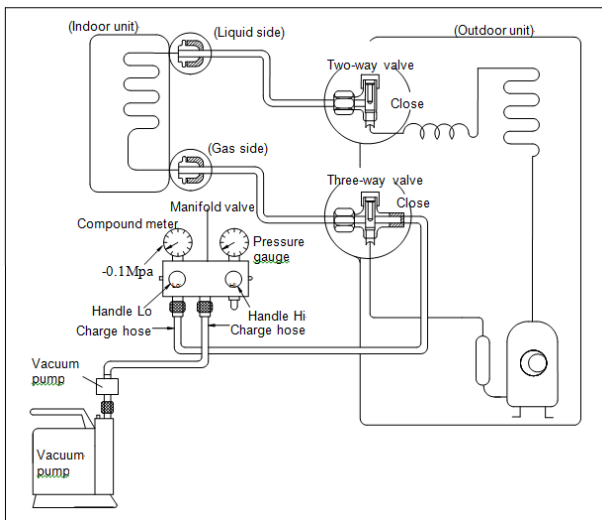 (Indoor unit)
(Liquid side)
(Outdoor unit)
Two-way valve
Close
(Gas side)
Three-way valve
Close
Manifold valve
Compound meter
Pressure
gauge
-0.1Mpa
Handle Lo
Handle Hi
Charge hose
Charge hose
Vacuum
pump
Vacuum
pump